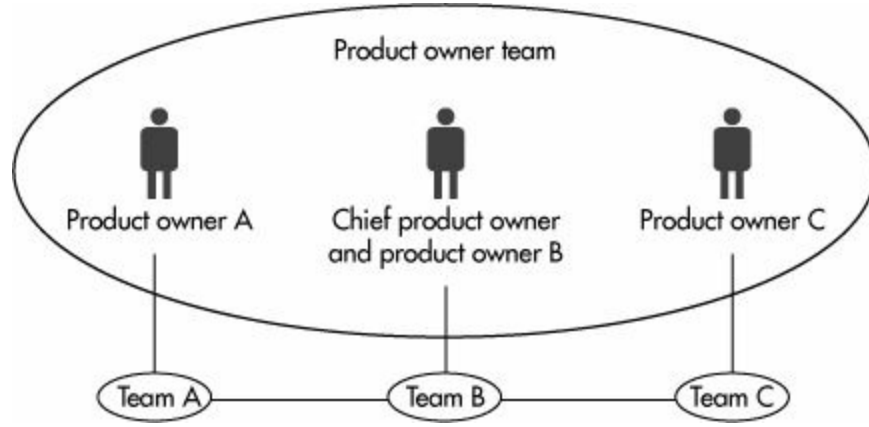 Product owner team
Product owner A
Chief product owner
and product owner B
Product owner C
Team A
Team B
Team C